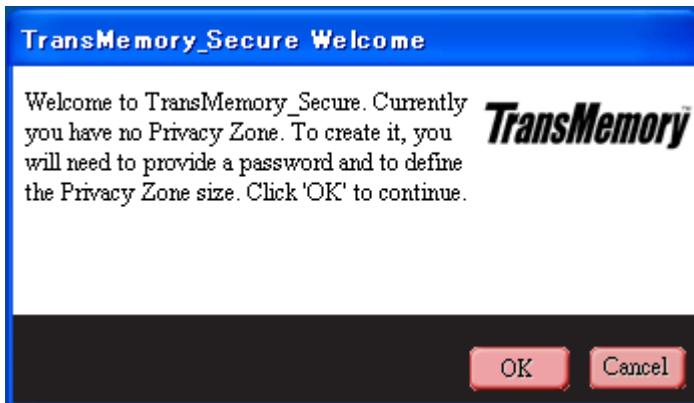 TransMemory_Secure Welcome
Welcome to TransMemory_Secure. Currently
you have no Privacy Zone. To create it, you
will need to provide a password and to define
the Privacy Zone size. Click 'OK' to continue.
TransMemory™
OK
Cancel